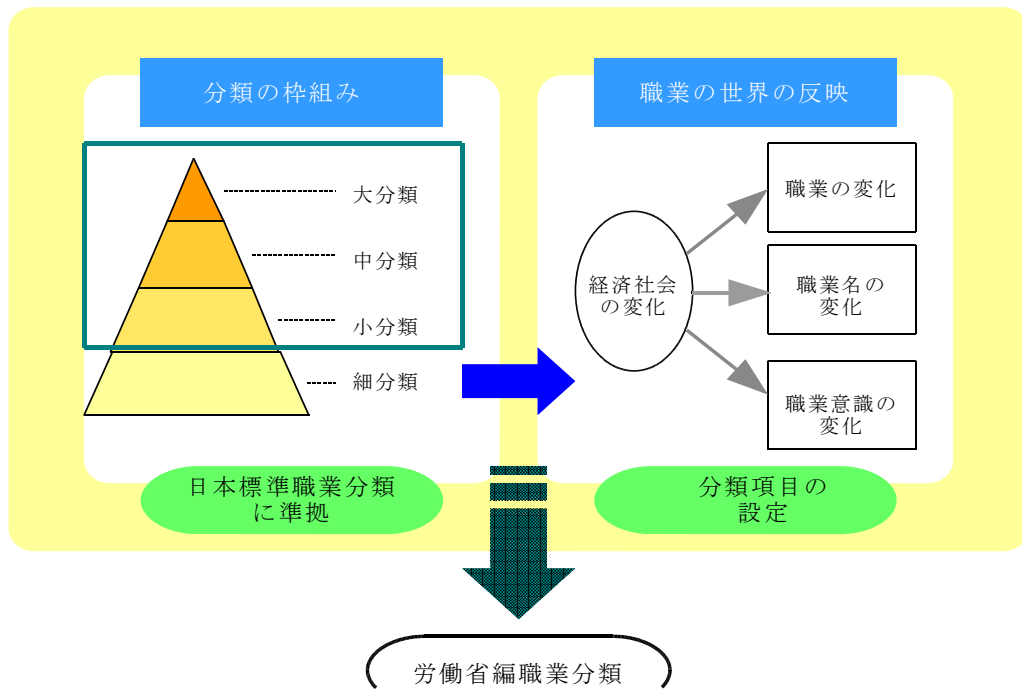 分類の枠組み
大分類
中分類
小分類
細分類
日本標準職業分類
に準拠
職業の世界の反映
経済社会
の変化
職業の変化
職業名の
変化
職業意識の
変化
分類項目の
設定
労働省編職業分類